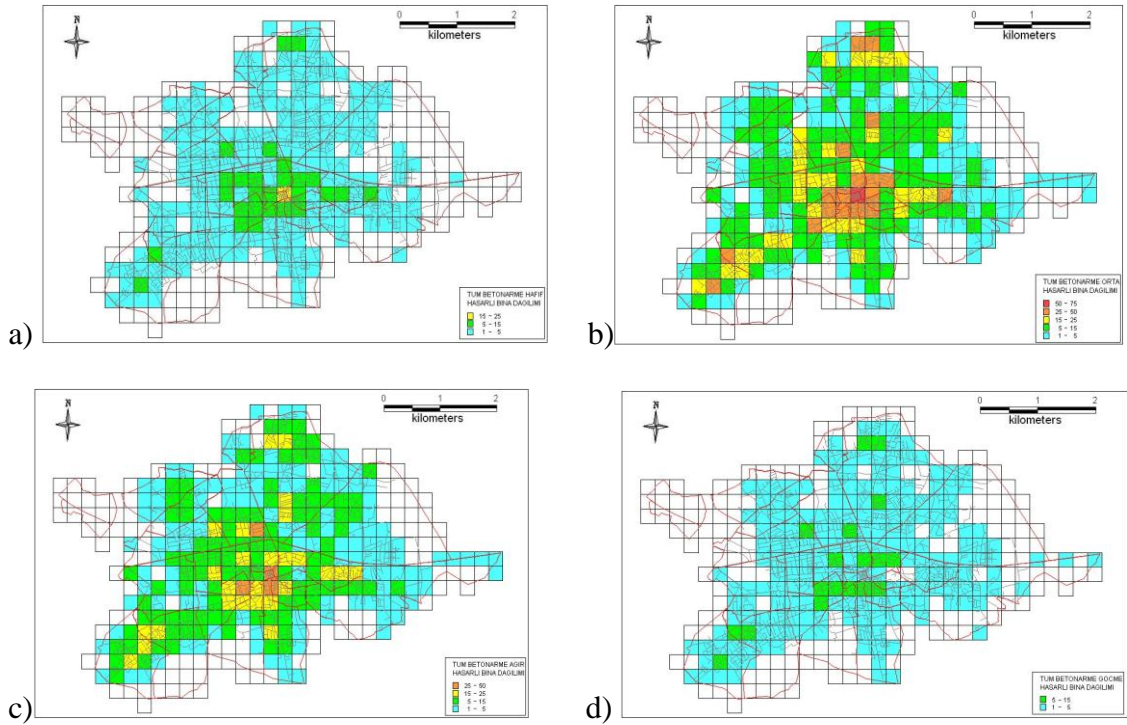 a)
N
0 1 2
kilometers
TUM BETONARME HAFIF
HASARLI BINA DAGILIMI
15 - 25
5 - 15
1 - 5
b)
N
0 1 2
kilometers
TUM BETONARME ORTA
HASARLI BINA DAGILIMI
50 - 75
25 - 50
15 - 25
5 - 15
1 - 5
c)
N
0 1 2
kilometers
TUM BETONARME AGIR
HASARLI BINA DAGILIMI
25 - 50
15 - 25
5 - 15
1 - 5
d)
N
0 1 2
kilometers
TUM BETONARME GOCME
HASARLI BINA DAGILIMI
5 - 15
1 - 5